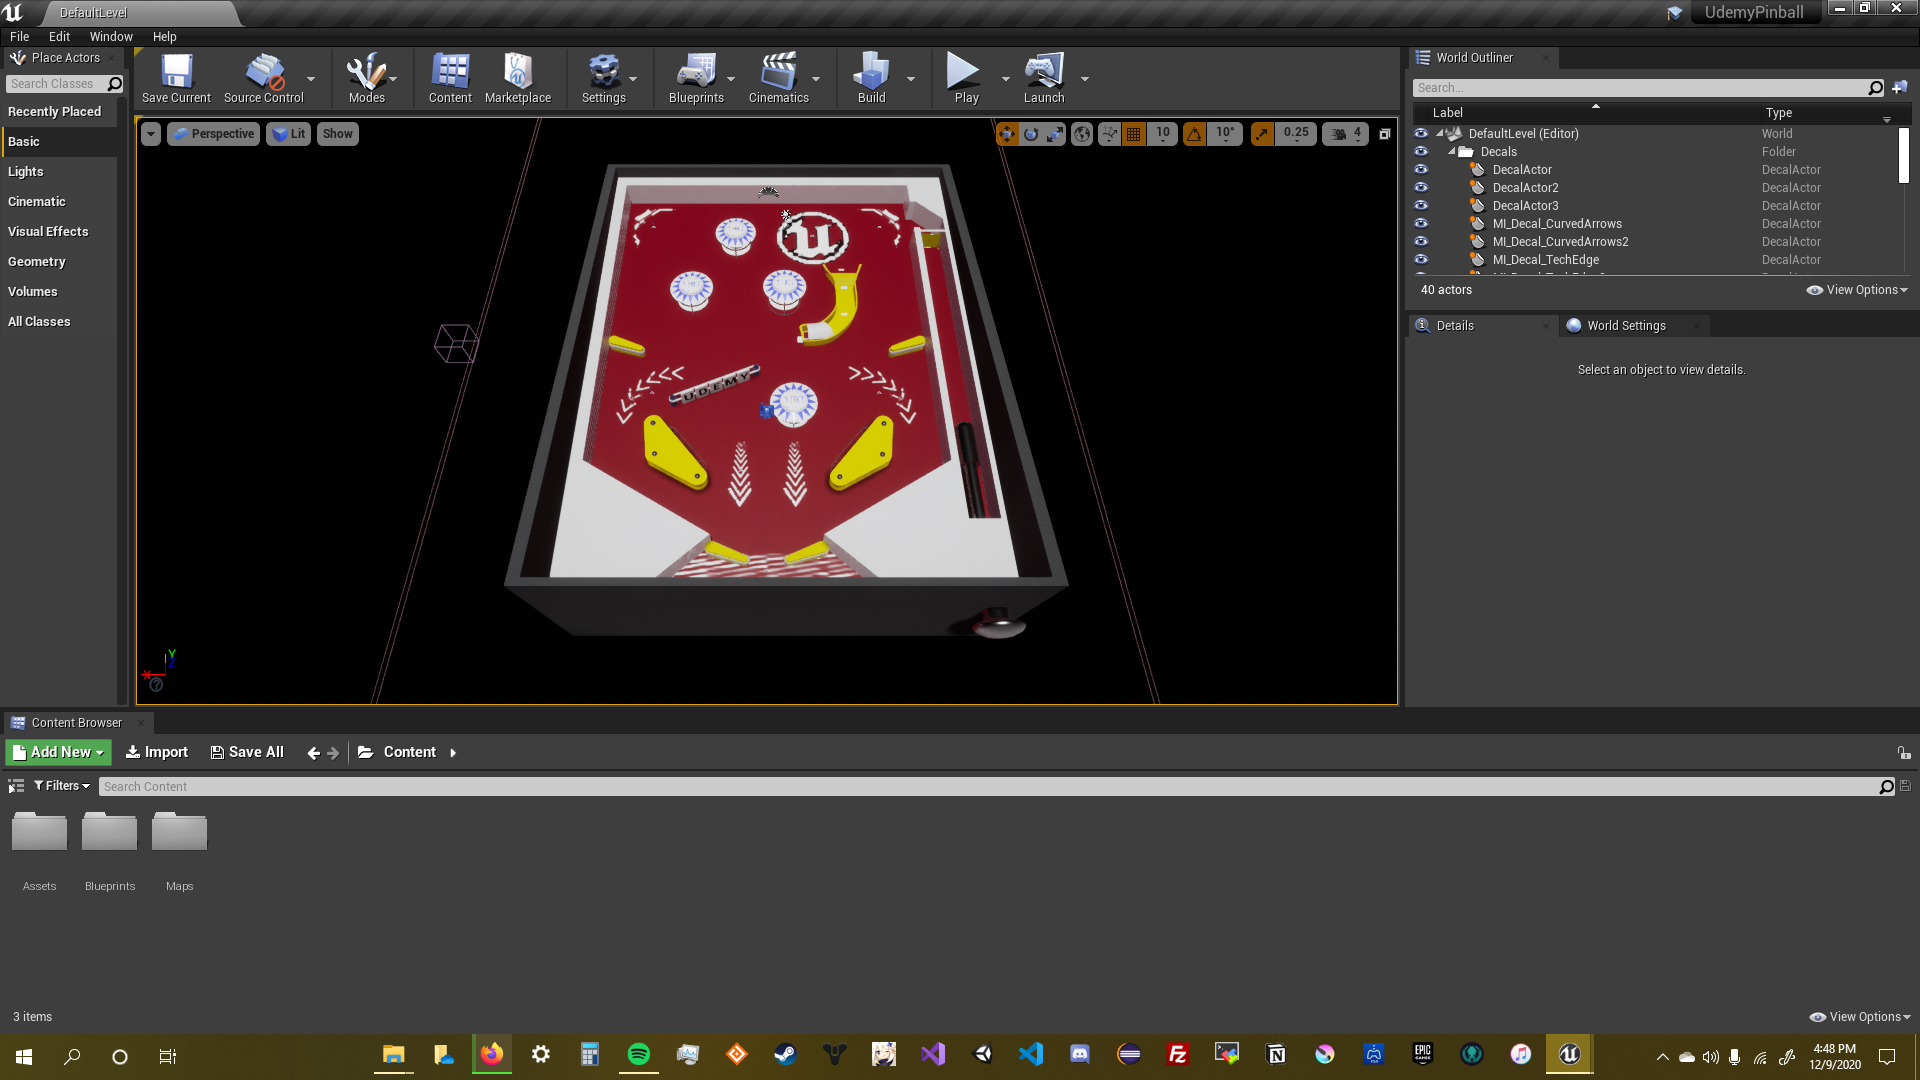 DefaultLevel
UdemyPinball
File Edit Window Help
Place Actors
Search Classes
Recently Placed
Basic
Lights
Cinematic
Visual Effects
Geometry
Volumes
All Classes
Save Current
Source Control
Modes
Content
Marketplace
Settings
Blueprints
Cinematics
Build
Play
Launch
Perspective
Lit
Show
10
10°
0.25
4
UDEMY
Y
Z
X
World Outliner
Search...
Label Type
DefaultLevel (Editor) World
Decals Folder
DecalActor DecalActor
DecalActor2 DecalActor
DecalActor3 DecalActor
MI_Decal_CurvedArrows DecalActor
MI_Decal_CurvedArrows2 DecalActor
MI_Decal_TechEdge DecalActor
40 actors
View Options
Details
World Settings
Select an object to view details.
Content Browser
Add New
Import
Save All
Content
Filters
Search Content
Assets
Blueprints
Maps
3 items
View Options
4:48 PM
12/9/2020